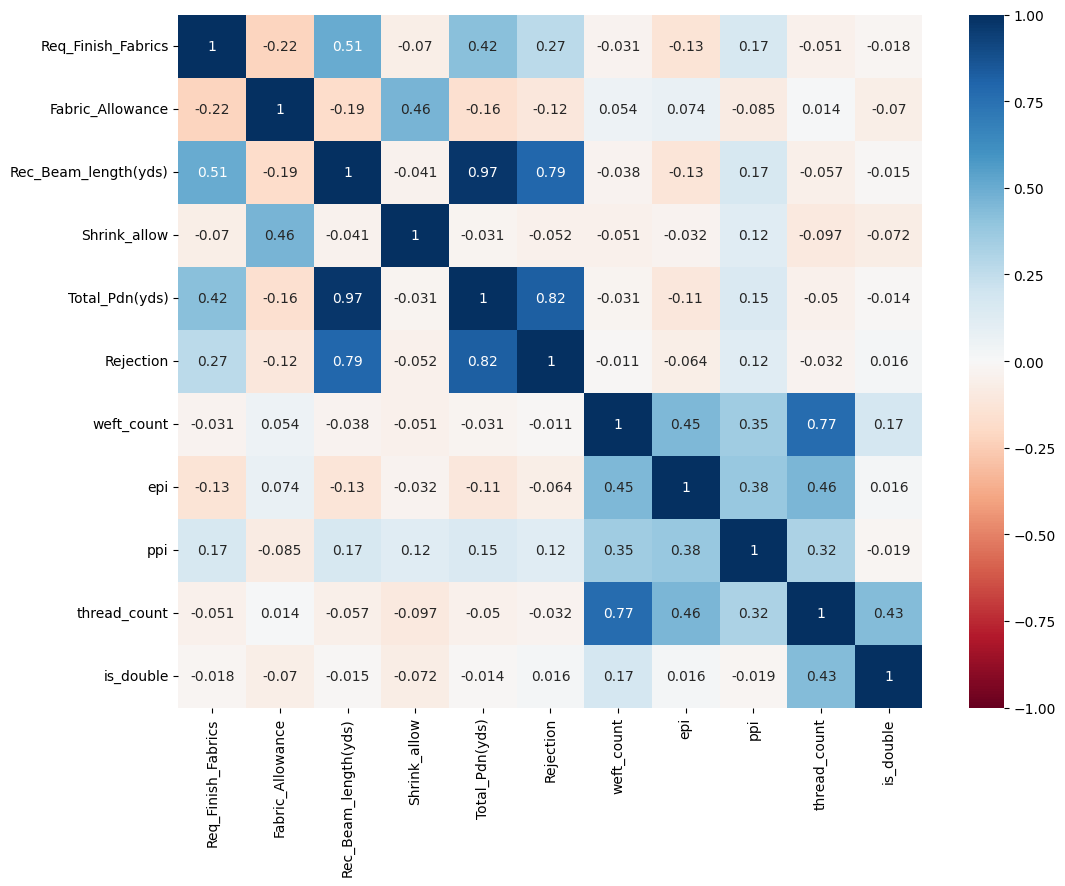 Req_Finish_Fabrics 1 -0.22 0.51 -0.07 0.42 0.27 -0.031 -0.13 0.17 -0.051 -0.018
Fabric_Allowance -0.22 1 -0.19 0.46 -0.16 -0.12 0.054 0.074 -0.085 0.014 -0.07
Rec_Beam_length(yds) 0.51 -0.19 1 -0.041 0.97 0.79 -0.038 -0.13 0.17 -0.057 -0.015
Shrink_allow -0.07 0.46 -0.041 1 -0.031 -0.052 -0.051 -0.032 0.12 -0.097 -0.072
Total_Pdn(yds) 0.42 -0.16 0.97 -0.031 1 0.82 -0.031 -0.11 0.15 -0.05 -0.014
Rejection 0.27 -0.12 0.79 -0.052 0.82 1 -0.011 -0.064 0.12 -0.032 0.016
weft_count -0.031 0.054 -0.038 -0.051 -0.031 -0.011 1 0.45 0.35 0.77 0.17
epi -0.13 0.074 -0.13 -0.032 -0.11 -0.064 0.45 1 0.38 0.46 0.016
ppi 0.17 -0.085 0.17 0.12 0.15 0.12 0.35 0.38 1 0.32 -0.019
thread_count -0.051 0.014 -0.057 -0.097 -0.05 -0.032 0.77 0.46 0.32 1 0.43
is_double -0.018 -0.07 -0.015 -0.072 -0.014 0.016 0.17 0.016 -0.019 0.43 1
Req_Finish_Fabrics
Fabric_Allowance
Rec_Beam_length(yds)
Shrink_allow
Total_Pdn(yds)
Rejection
weft_count
epi
ppi
thread_count
is_double
1.00
0.75
0.50
0.25
0.00
−0.25
−0.50
−0.75
−1.00